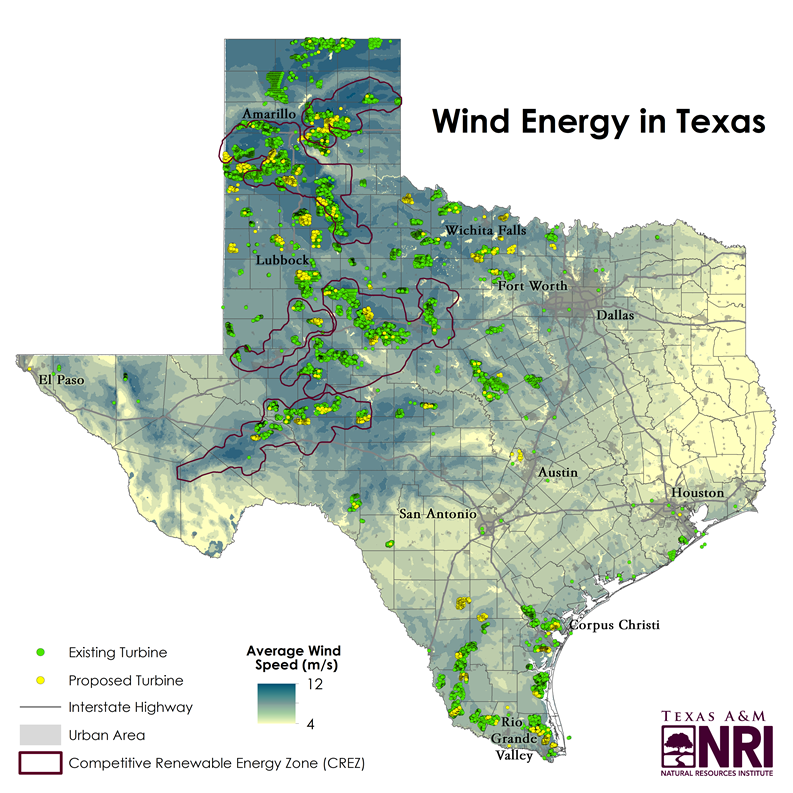 Wind Energy in Texas
Amarillo
Wichita Falls
Lubbock
Fort Worth
Dallas
El Paso
Austin
Houston
San Antonio
Corpus Christi
Rio
Grande
Valley
Existing Turbine
Proposed Turbine
Interstate Highway
Urban Area
Competitive Renewable Energy Zone (CREZ)
Average Wind
Speed (m/s)
12
4
TEXAS A&M
NRI
NATURAL RESOURCES INSTITUTE